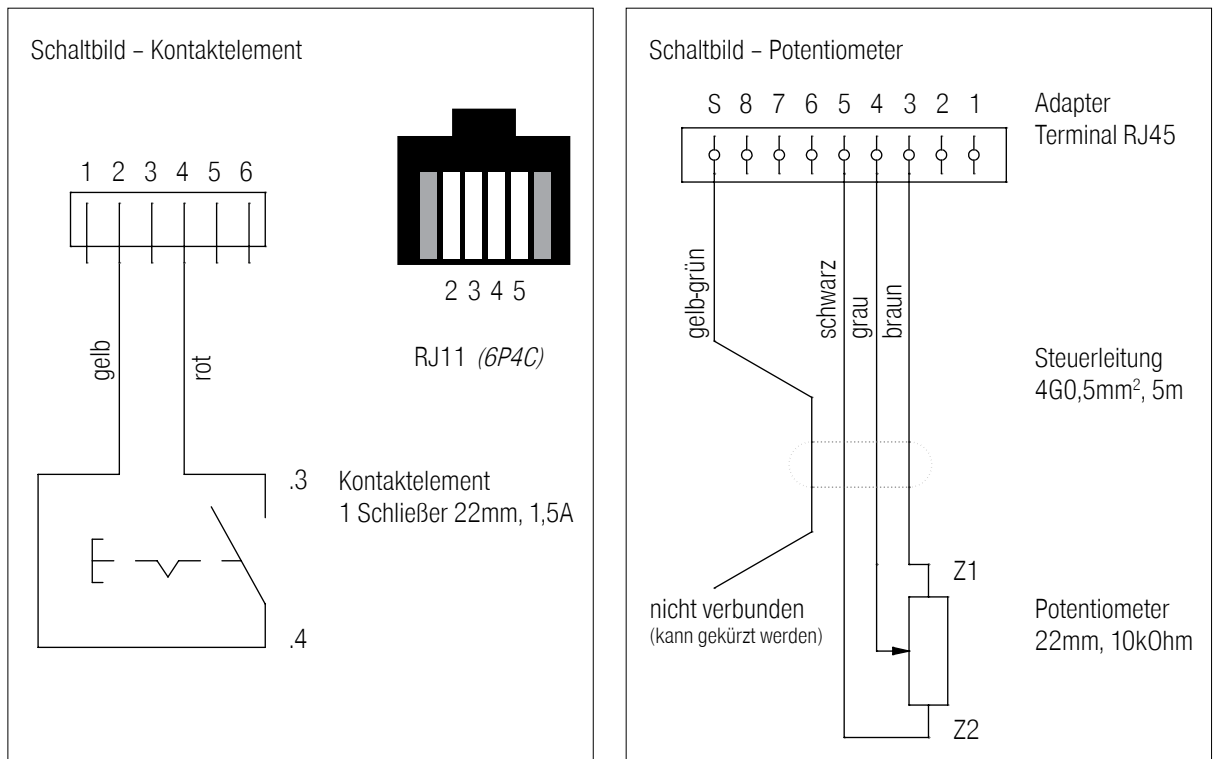 Schaltbild – Kontaktelement
1 2 3 4 5 6
2 3 4 5
RJ11 (6P4C)
gelb
rot
.3
Kontaktelement
1 Schließer 22mm, 1,5A
.4
Schaltbild – Potentiometer
S 8 7 6 5 4 3 2 1
Adapter
Terminal RJ45
gelb-grün
schwarz
grau
braun
Steuerleitung
4G0,5mm², 5m
nicht verbunden
(kann gekürzt werden)
Z1
Potentiometer
22mm, 10kOhm
Z2